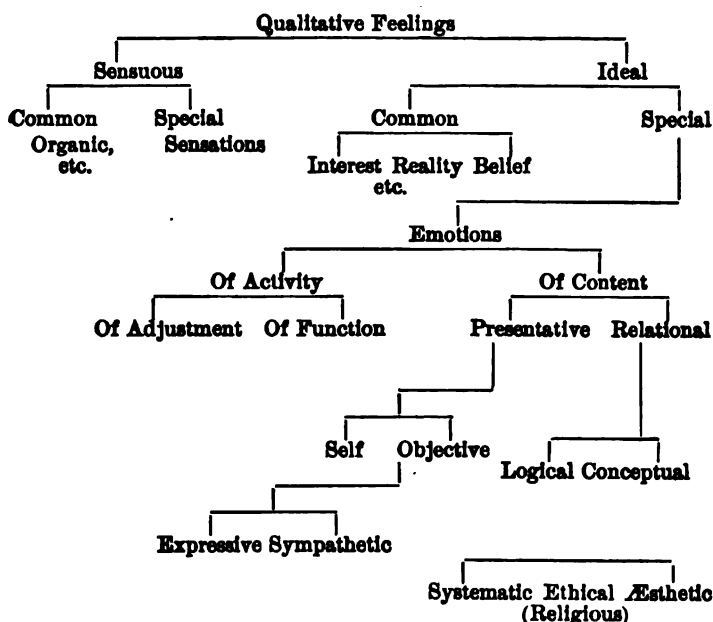 Qualitative Feelings
Sensuous Ideal
Common Special Common Special
Organic, Sensations
etc.
Interest Reality Belief
etc.
Emotions
Of Activity Of Content
Of Adjustment Of Function Presentative Relational
Self Objective
Logical Conceptual
Expressive Sympathetic
Systematic Ethical Æsthetic
(Religious)